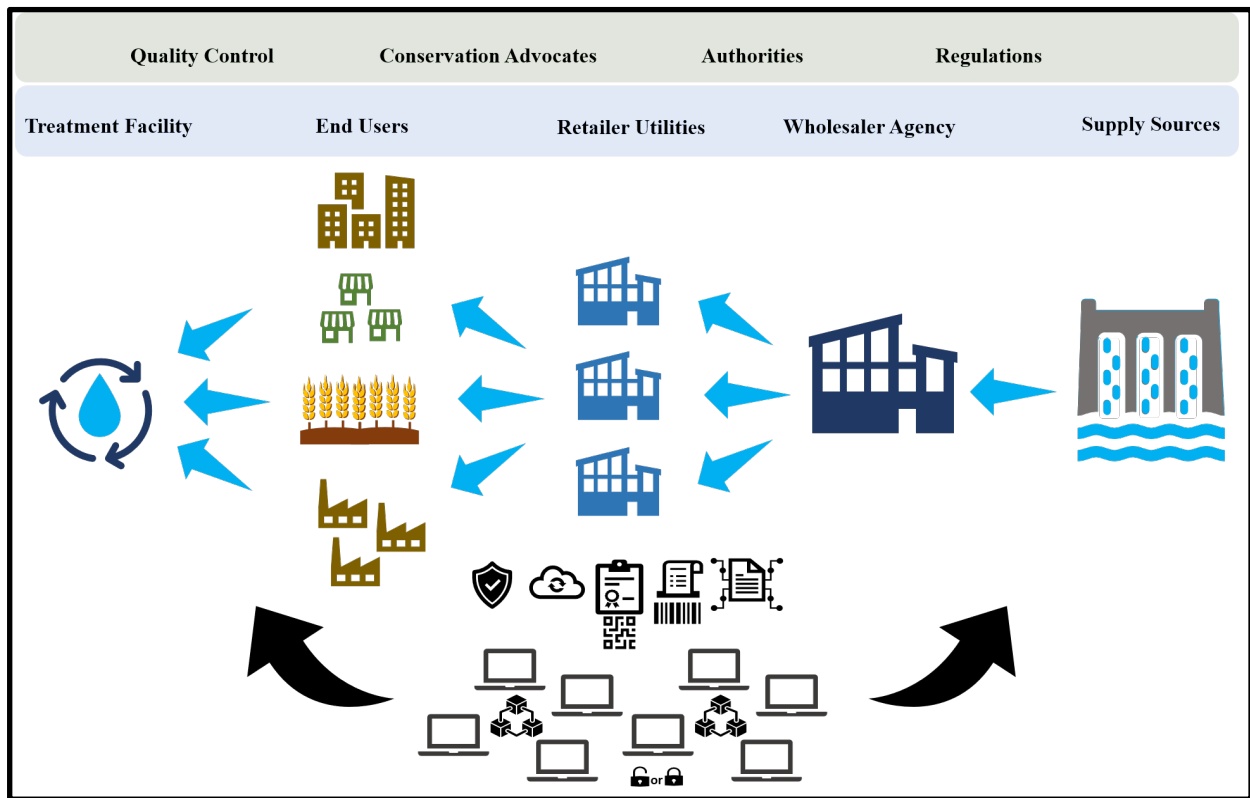 Quality Control Conservation Advocates Authorities Regulations
Treatment Facility End Users Retailer Utilities Wholesaler Agency Supply Sources
or